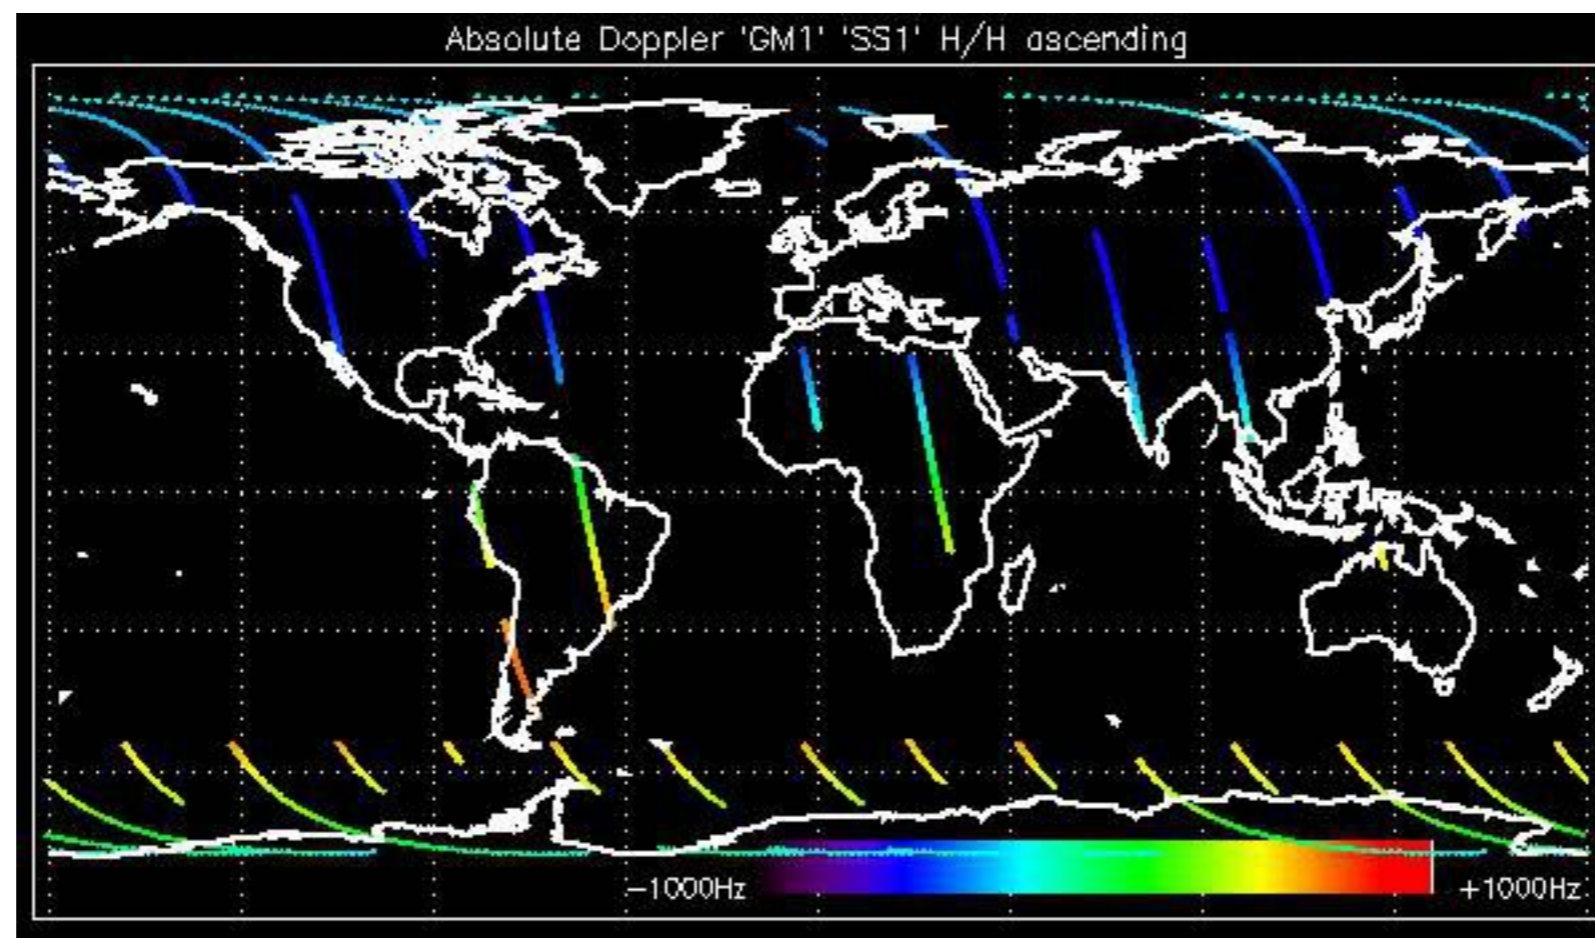 Absolute Doppler 'GM1' 'SS1' H/H ascending
-1000Hz +1000Hz